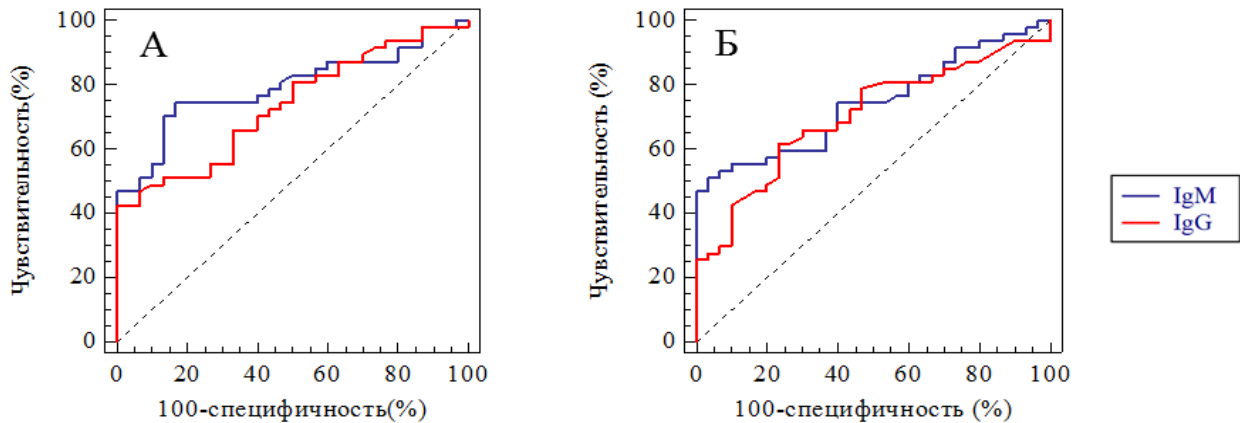 А
100
80
60
40
20
0
Чувствительность(%)
0 20 40 60 80 100
100-специфичность(%)
Б
100
80
60
40
20
0
Чувствительность (%)
0 20 40 60 80 100
100-специфичность (%)
IgM
IgG